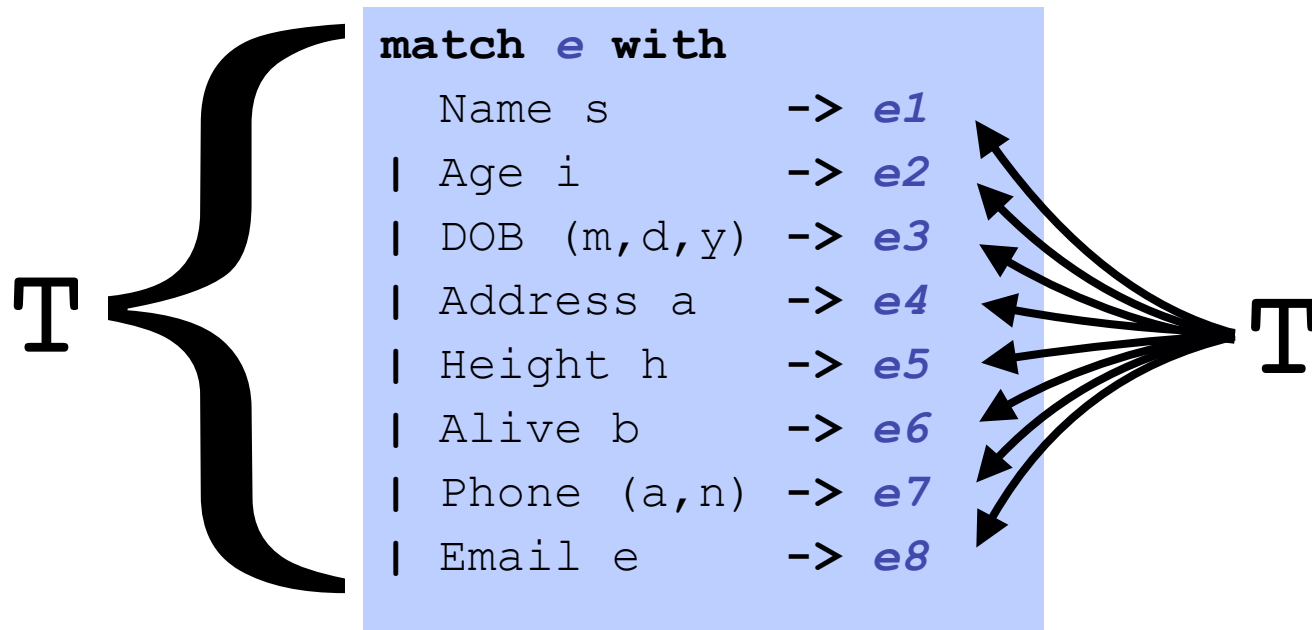 match e with
Name s -> e1
| Age i -> e2
| DOB (m,d,y) -> e3
| Address a -> e4
| Height h -> e5
| Alive b -> e6
| Phone (a,n) -> e7
| Email e -> e8
T
T